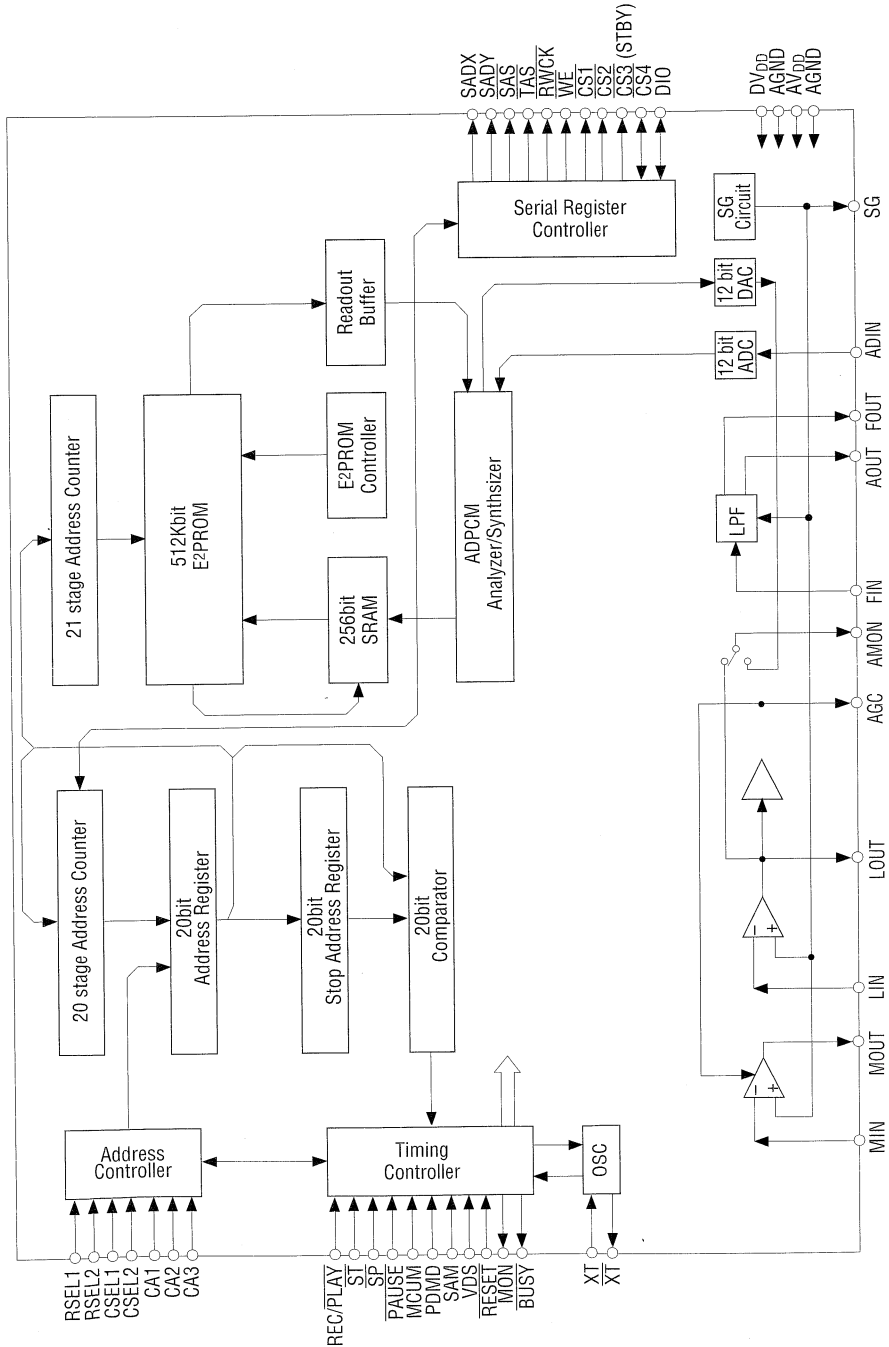 21 stage Address Counter
512Kbit
E2PROM
256bit
SRAM
E2PROM
Controller
Readout
Buffer
ADPCM
Analyzer/Synthsizer
Serial Register
Controller
SADX
SADY
SAS
TAS
RWCK
WE
CS1
CS2
CS3 (STBY)
CS4
DIO
DVDD
AGND
AVDD
AGND
20 stage Address Counter
20bit
Address Register
20bit
Stop Address Register
20bit
Comparator
Address
Controller
Timing
Controller
OSC
RSEL1
RSEL2
CSEL1
CSEL2
CA1
CA2
CA3
REC/PLAY
ST
SP
PAUSE
MCUM
PDMD
SAM
VDS
RESET
MON
BUSY
XT
XT
SG
Circuit
12 bit
DAC
12 bit
ADC
LPF
−
+
−
+
MIN
MOUT
LIN
LOUT
AGC
AMON
FIN
AOUT
FOUT
ADIN
SG